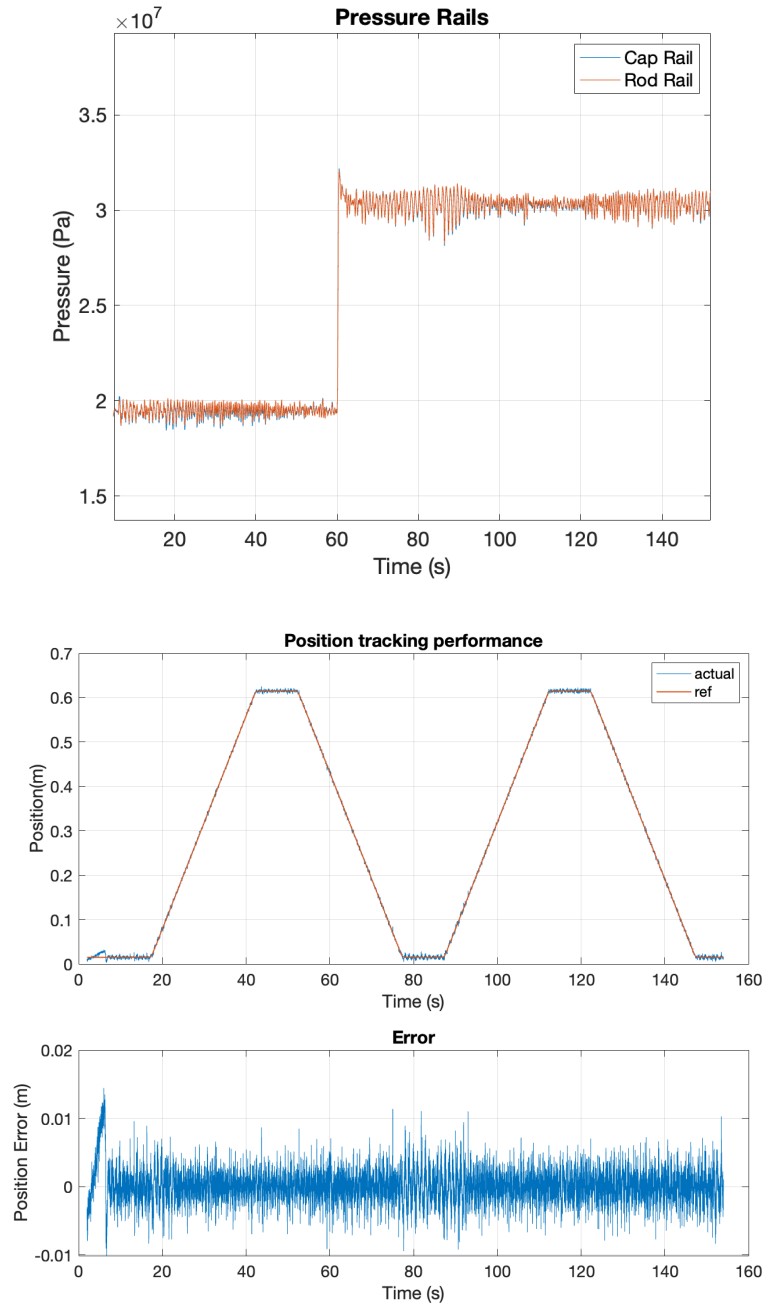 Pressure Rails
×10⁷
Cap Rail
Rod Rail
3.5
3
2.5
2
1.5
Pressure (Pa)
20 40 60 80 100 120 140
Time (s)
Position tracking performance
actual
ref
0.7
0.6
0.5
0.4
0.3
0.2
0.1
0
Position(m)
0 20 40 60 80 100 120 140 160
Time (s)
Error
0.02
0.01
0
-0.01
Position Error (m)
0 20 40 60 80 100 120 140 160
Time (s)